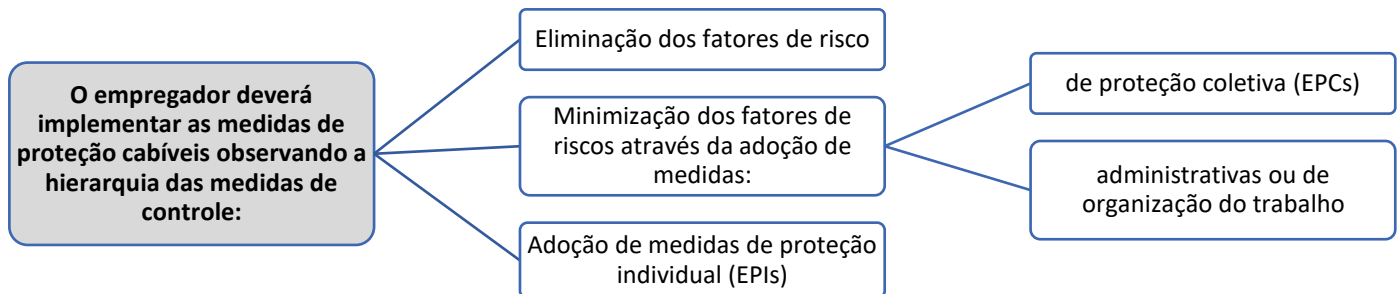 O empregador deverá
implementar as medidas de
proteção cabíveis observando a
hierarquia das medidas de
controle:
Eliminação dos fatores de risco
Minimização dos fatores de
riscos através da adoção de
medidas:
de proteção coletiva (EPCs)
administrativas ou de
organização do trabalho
Adoção de medidas de proteção
individual (EPIs)